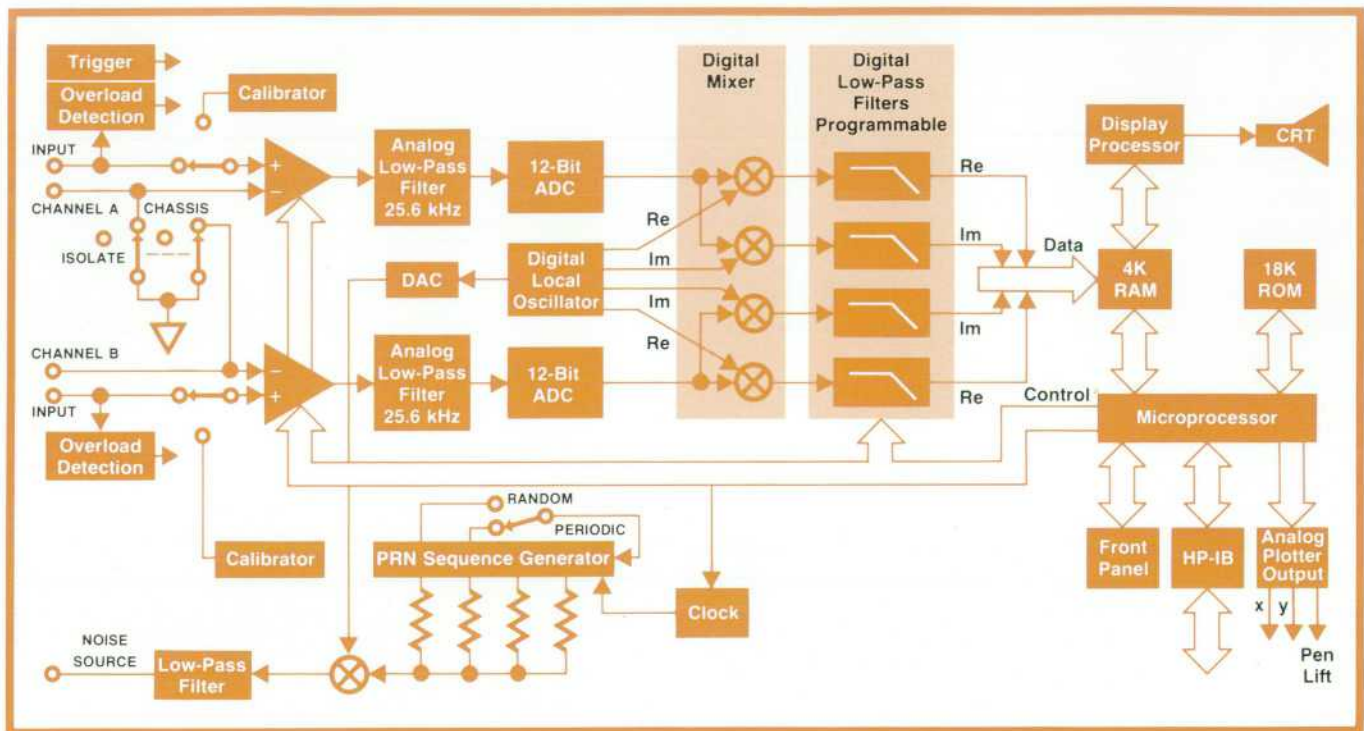 Trigger
Overload
Detection
Calibrator
INPUT
CHANNEL A
CHASSIS
ISOLATE
Analog
Low-Pass
Filter
25.6 kHz
12-Bit
ADC
Digital
Mixer
Digital
Low-Pass
Filters
Programmable
Re
Im
Im
Re
Re
Im
Im
Re
DAC
Digital
Local
Oscillator
Data
Display
Processor
CRT
4K
RAM
18K
ROM
CHANNEL B
INPUT
Overload
Detection
Calibrator
Analog
Low-Pass
Filter
25.6 kHz
12-Bit
ADC
Control
Microprocessor
Front
Panel
HP-IB
Analog
Plotter
Output
x
y
Pen
Lift
RANDOM
PERIODIC
PRN Sequence Generator
Clock
NOISE
SOURCE
Low-Pass
Filter